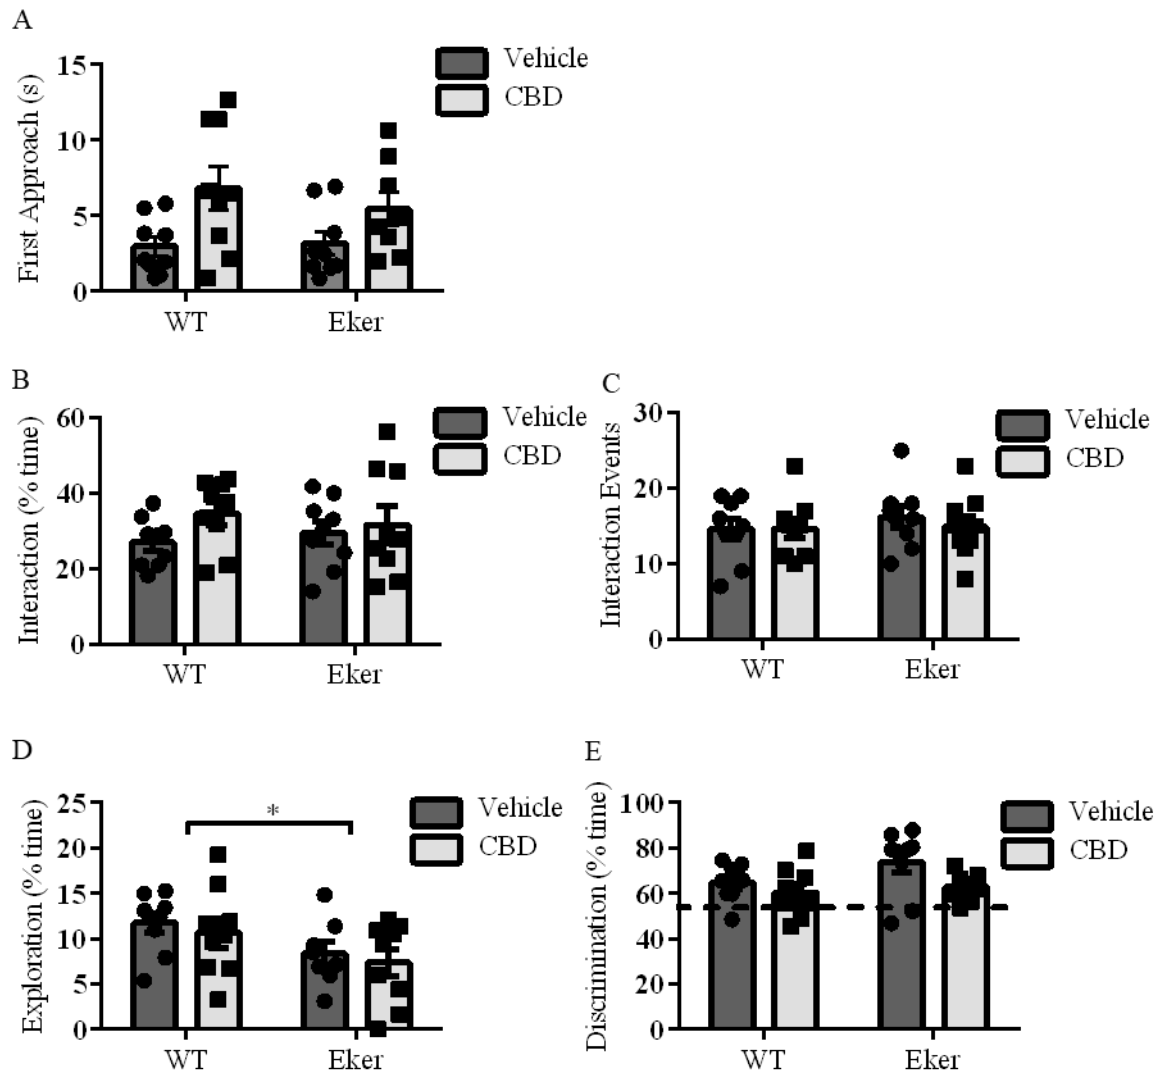 A
First Approach (s)
15
10
5
0
WT
Eker
Vehicle
CBD
B
Interaction (% time)
60
40
20
0
WT
Eker
Vehicle
CBD
C
Interaction Events
30
20
10
0
WT
Eker
Vehicle
CBD
D
Exploration (% time)
25
20
15
10
5
0
*
WT
Eker
Vehicle
CBD
E
Discrimination (% time)
100
80
60
40
20
0
WT
Eker
Vehicle
CBD